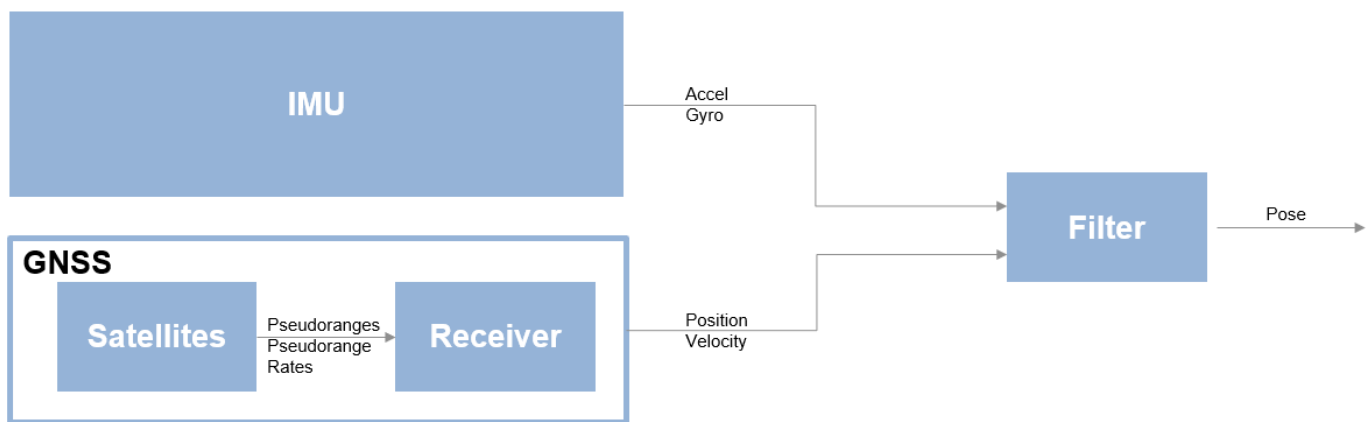 IMU
Accel
Gyro
Filter
Pose
GNSS
Satellites
Pseudoranges
Pseudorange
Rates
Receiver
Position
Velocity